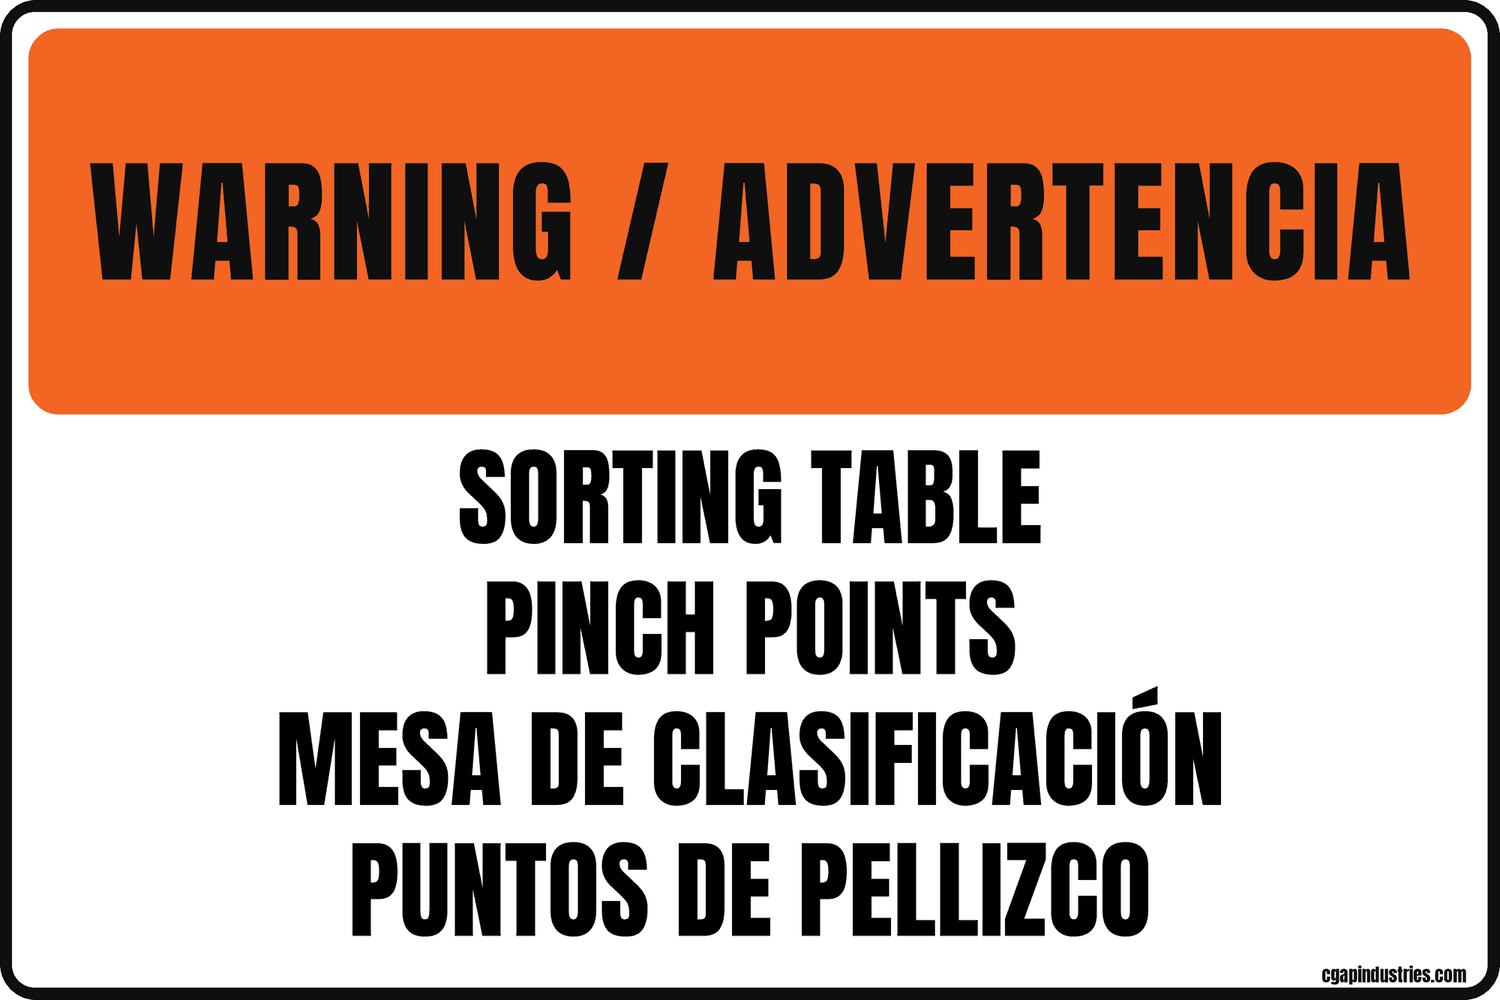 WARNING / ADVERTENCIA
SORTING TABLE
PINCH POINTS
MESA DE CLASIFICACIÓN
PUNTOS DE PELLIZCO
cgapindustries.com